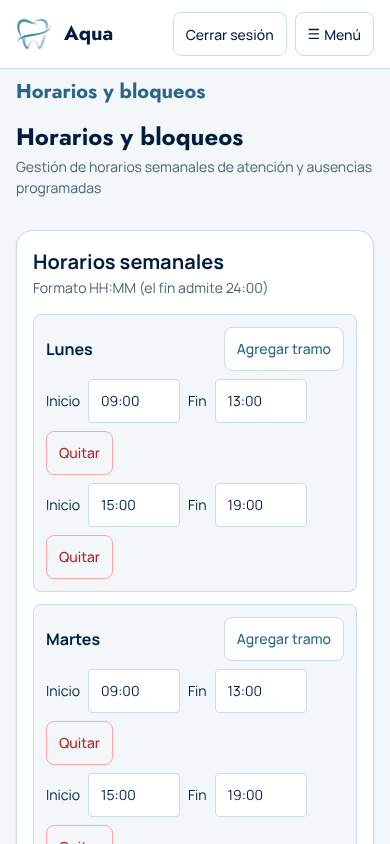 Aqua
Cerrar sesión
☰ Menú
Horarios y bloqueos
Horarios y bloqueos
Gestión de horarios semanales de atención y ausencias
programadas
Horarios semanales
Formato HH:MM (el fin admite 24:00)
Lunes
Agregar tramo
Inicio 09:00 Fin 13:00
Quitar
Inicio 15:00 Fin 19:00
Quitar
Martes
Agregar tramo
Inicio 09:00 Fin 13:00
Quitar
Inicio 15:00 Fin 19:00
Quitar